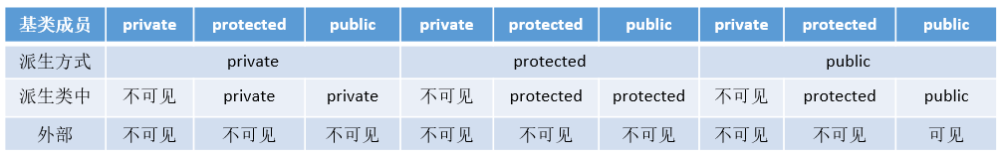 基类成员 private protected public private protected public private protected public
派生方式 private protected public
派生类中 不可见 private private 不可见 protected protected 不可见 protected public
外部 不可见 不可见 不可见 不可见 不可见 不可见 不可见 不可见 可见